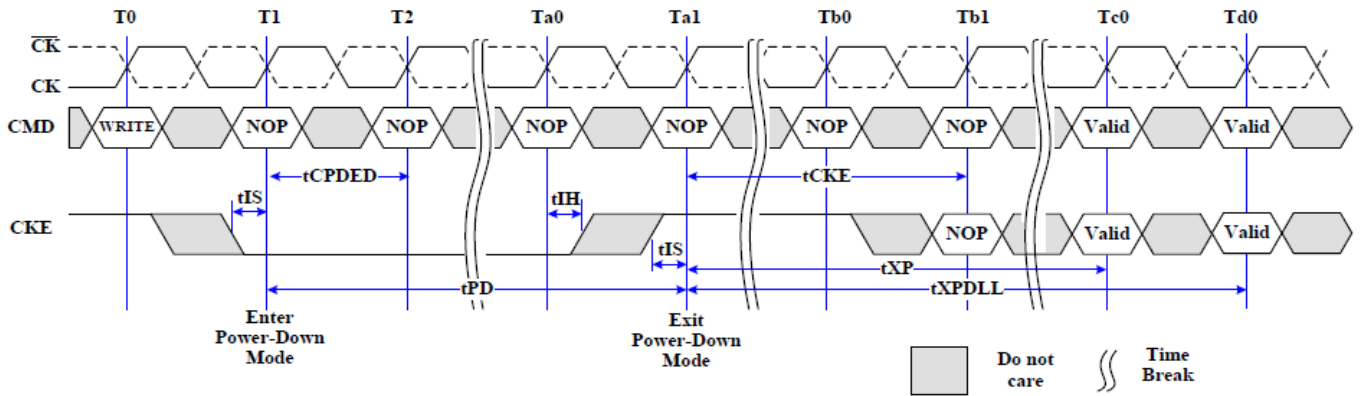 T0 T1 T2 Ta0 Ta1 Tb0 Tb1 Tc0 Td0
CK
CK
CMD WRITE NOP NOP NOP NOP NOP NOP Valid Valid
tCPDED tCKE
tIS tIH
CKE NOP Valid Valid
tIS
tXP
tPD tXPDLL
Enter
Power-Down
Mode
Exit
Power-Down
Mode
Do not
care
Time
Break